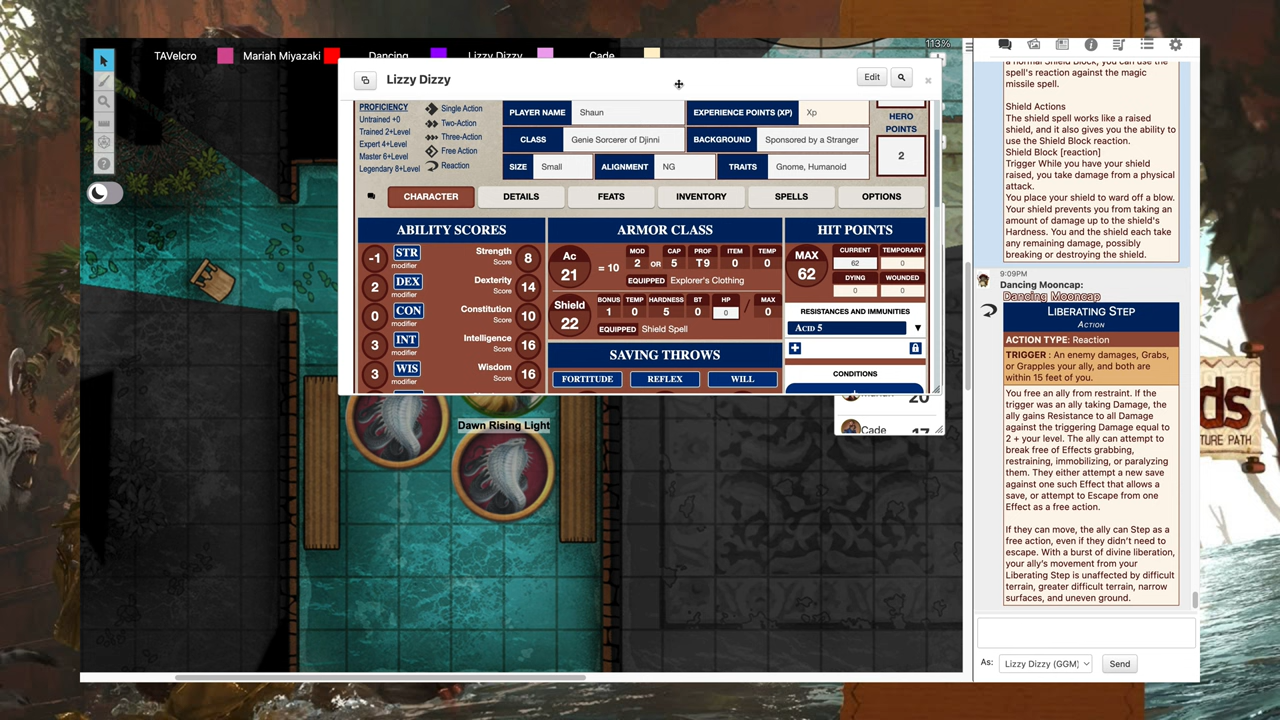 TAVelcro
Mariah Miyazaki
Dancing
Lizzy Dizzy
Cade
113%
Lizzy Dizzy
Edit
PROFICIENCY
Untrained +0
Trained 2+Level
Expert 4+Level
Master 6+Level
Legendary 8+Level
Single Action
Two-Action
Three-Action
Free Action
Reaction
PLAYER NAME Shaun
EXPERIENCE POINTS (XP) Xp
CLASS Genie Sorcerer of Djinni
BACKGROUND Sponsored by a Stranger
SIZE Small
ALIGNMENT NG
TRAITS Gnome, Humanoid
HERO
POINTS
2
CHARACTER
DETAILS
FEATS
INVENTORY
SPELLS
OPTIONS
ABILITY SCORES
-1 STR modifier Strength Score 8
2 DEX modifier Dexterity Score 14
0 CON modifier Constitution Score 10
3 INT modifier Intelligence Score 16
3 WIS modifier Wisdom Score 16
ARMOR CLASS
Ac
21
= 10
MOD CAP PROF ITEM TEMP
2 OR 5 T9 0 0
EQUIPPED Explorer's Clothing
Shield
22
BONUS TEMP HARDNESS BT HP MAX
1 0 5 0 0 / 0
EQUIPPED Shield Spell
SAVING THROWS
FORTITUDE
REFLEX
WILL
HIT POINTS
MAX
62
CURRENT TEMPORARY
62 0
DYING WOUNDED
0 0
RESISTANCES AND IMMUNITIES
ACID 5
CONDITIONS
20
Cade 17
Dawn Rising Light
E
ds
TURE PATH
a normal Shield Block, you can use the
spell's reaction against the magic
missile spell.
Shield Actions
The shield spell works like a raised
shield, and it also gives you the ability to
use the Shield Block reaction.
Shield Block [reaction]
Trigger While you have your shield
raised, you take damage from a physical
attack.
You place your shield to ward off a blow.
Your shield prevents you from taking an
amount of damage up to the shield's
Hardness. You and the shield each take
any remaining damage, possibly
breaking or destroying the shield.
9:09PM
Dancing Mooncap:
Dancing Mooncap
LIBERATING STEP
ACTION
ACTION TYPE: Reaction
TRIGGER : An enemy damages, Grabs,
or Grapples your ally, and both are
within 15 feet of you.
You free an ally from restraint. If the
trigger was an ally taking Damage, the
ally gains Resistance to all Damage
against the triggering Damage equal to
2 + your level. The ally can attempt to
break free of Effects grabbing,
restraining, immobilizing, or paralyzing
them. They either attempt a new save
against one such Effect that allows a
save, or attempt to Escape from one
Effect as a free action.
If they can move, the ally can Step as a
free action, even if they didn't need to
escape. With a burst of divine liberation,
your ally's movement from your
Liberating Step is unaffected by difficult
terrain, greater difficult terrain, narrow
surfaces, and uneven ground.
As:
Lizzy Dizzy (GGM)
Send